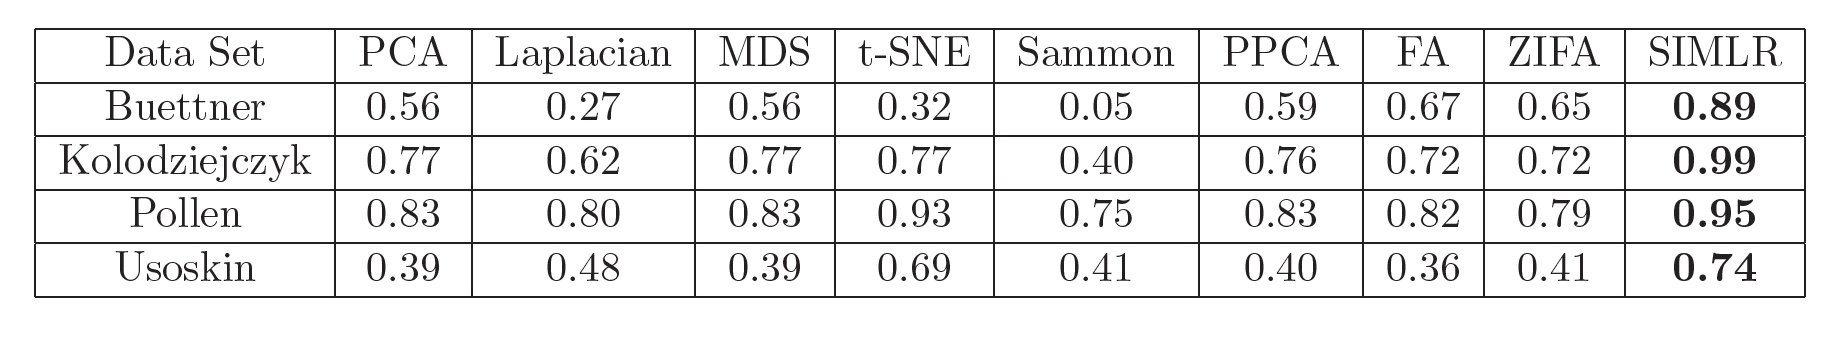 Data Set PCA Laplacian MDS t-SNE Sammon PPCA FA ZIFA SIMLR
Buettner 0.56 0.27 0.56 0.32 0.05 0.59 0.67 0.65 0.89
Kolodziejczyk 0.77 0.62 0.77 0.77 0.40 0.76 0.72 0.72 0.99
Pollen 0.83 0.80 0.83 0.93 0.75 0.83 0.82 0.79 0.95
Usoskin 0.39 0.48 0.39 0.69 0.41 0.40 0.36 0.41 0.74